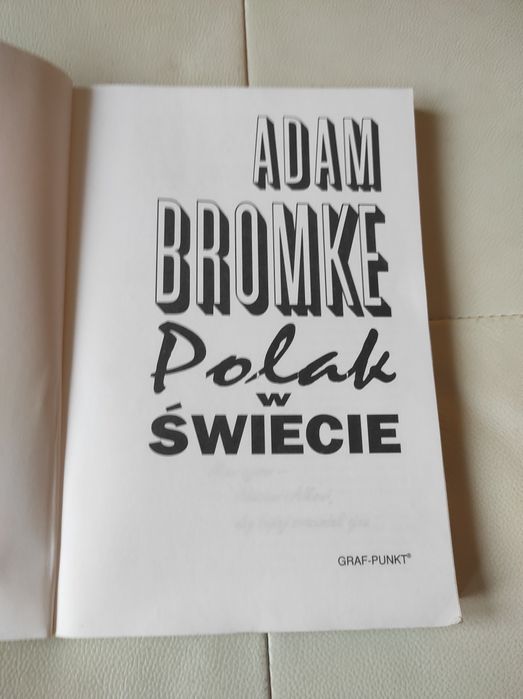 ADAM
BROMKE
Polak
w
ŚWIECIE
GRAF-PUNKT®